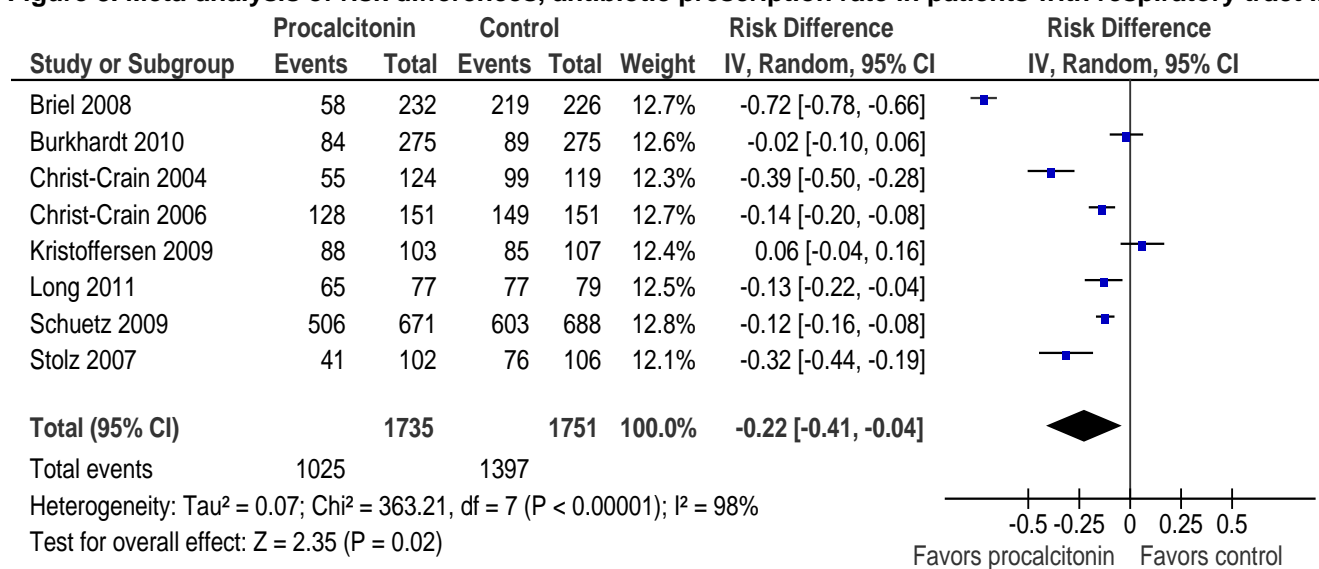 Procalcitonin Control Risk Difference Risk Difference
Study or Subgroup Events Total Events Total Weight IV, Random, 95% CI IV, Random, 95% CI
Briel 2008 58 232 219 226 12.7% -0.72 [-0.78, -0.66]
Burkhardt 2010 84 275 89 275 12.6% -0.02 [-0.10, 0.06]
Christ-Crain 2004 55 124 99 119 12.3% -0.39 [-0.50, -0.28]
Christ-Crain 2006 128 151 149 151 12.7% -0.14 [-0.20, -0.08]
Kristoffersen 2009 88 103 85 107 12.4% 0.06 [-0.04, 0.16]
Long 2011 65 77 77 79 12.5% -0.13 [-0.22, -0.04]
Schuetz 2009 506 671 603 688 12.8% -0.12 [-0.16, -0.08]
Stolz 2007 41 102 76 106 12.1% -0.32 [-0.44, -0.19]
Total (95% CI) 1735 1751 100.0% -0.22 [-0.41, -0.04]
Total events 1025 1397
Heterogeneity: Tau² = 0.07; Chi² = 363.21, df = 7 (P < 0.00001); I² = 98%
Test for overall effect: Z = 2.35 (P = 0.02)
-0.5 -0.25 0 0.25 0.5
Favors procalcitonin Favors control